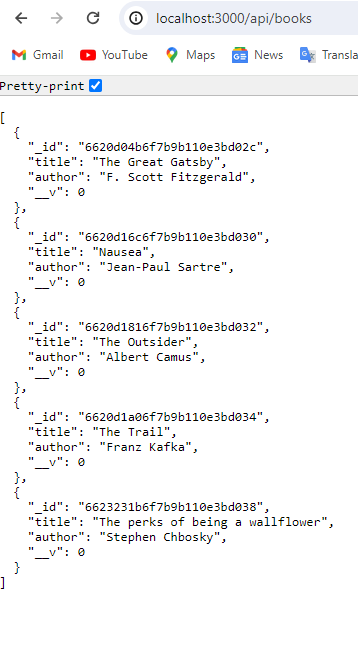 localhost:3000/api/books
Gmail YouTube Maps News Transla
Pretty-print
[
  {
    "_id": "6620d04b6f7b9b110e3bd02c",
    "title": "The Great Gatsby",
    "author": "F. Scott Fitzgerald",
    "__v": 0
  },
  {
    "_id": "6620d16c6f7b9b110e3bd030",
    "title": "Nausea",
    "author": "Jean-Paul Sartre",
    "__v": 0
  },
  {
    "_id": "6620d1816f7b9b110e3bd032",
    "title": "The Outsider",
    "author": "Albert Camus",
    "__v": 0
  },
  {
    "_id": "6620d1a06f7b9b110e3bd034",
    "title": "The Trail",
    "author": "Franz Kafka",
    "__v": 0
  },
  {
    "_id": "6623231b6f7b9b110e3bd038",
    "title": "The perks of being a wallflower",
    "author": "Stephen Chbosky",
    "__v": 0
  }
]